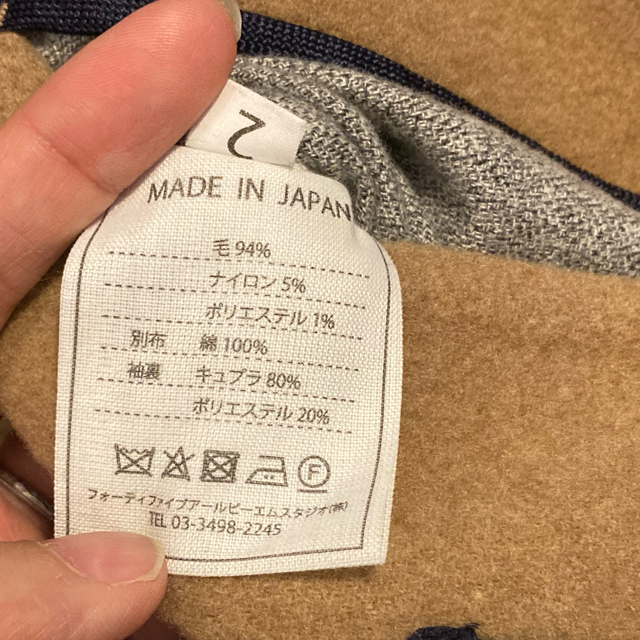 2
MADE IN JAPAN
毛 94%
ナイロン 5%
ポリエステル 1%
別布 綿 100%
袖裏 キュプラ 80%
ポリエステル 20%
F
フォーティファイブアールピーエムスタジオ(株)
TEL 03-3498-2245